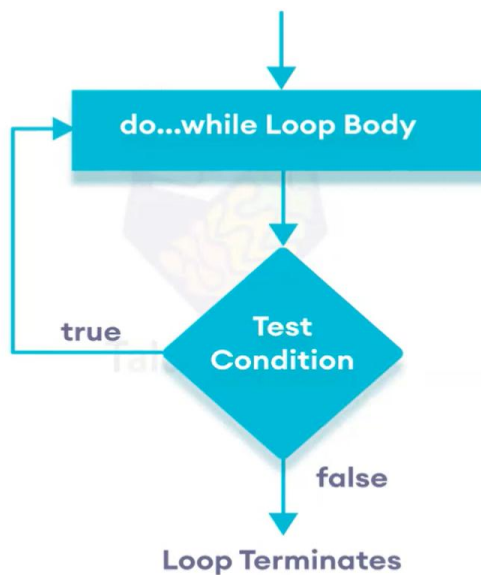 do...while Loop Body
Test
Condition
true
false
Loop Terminates